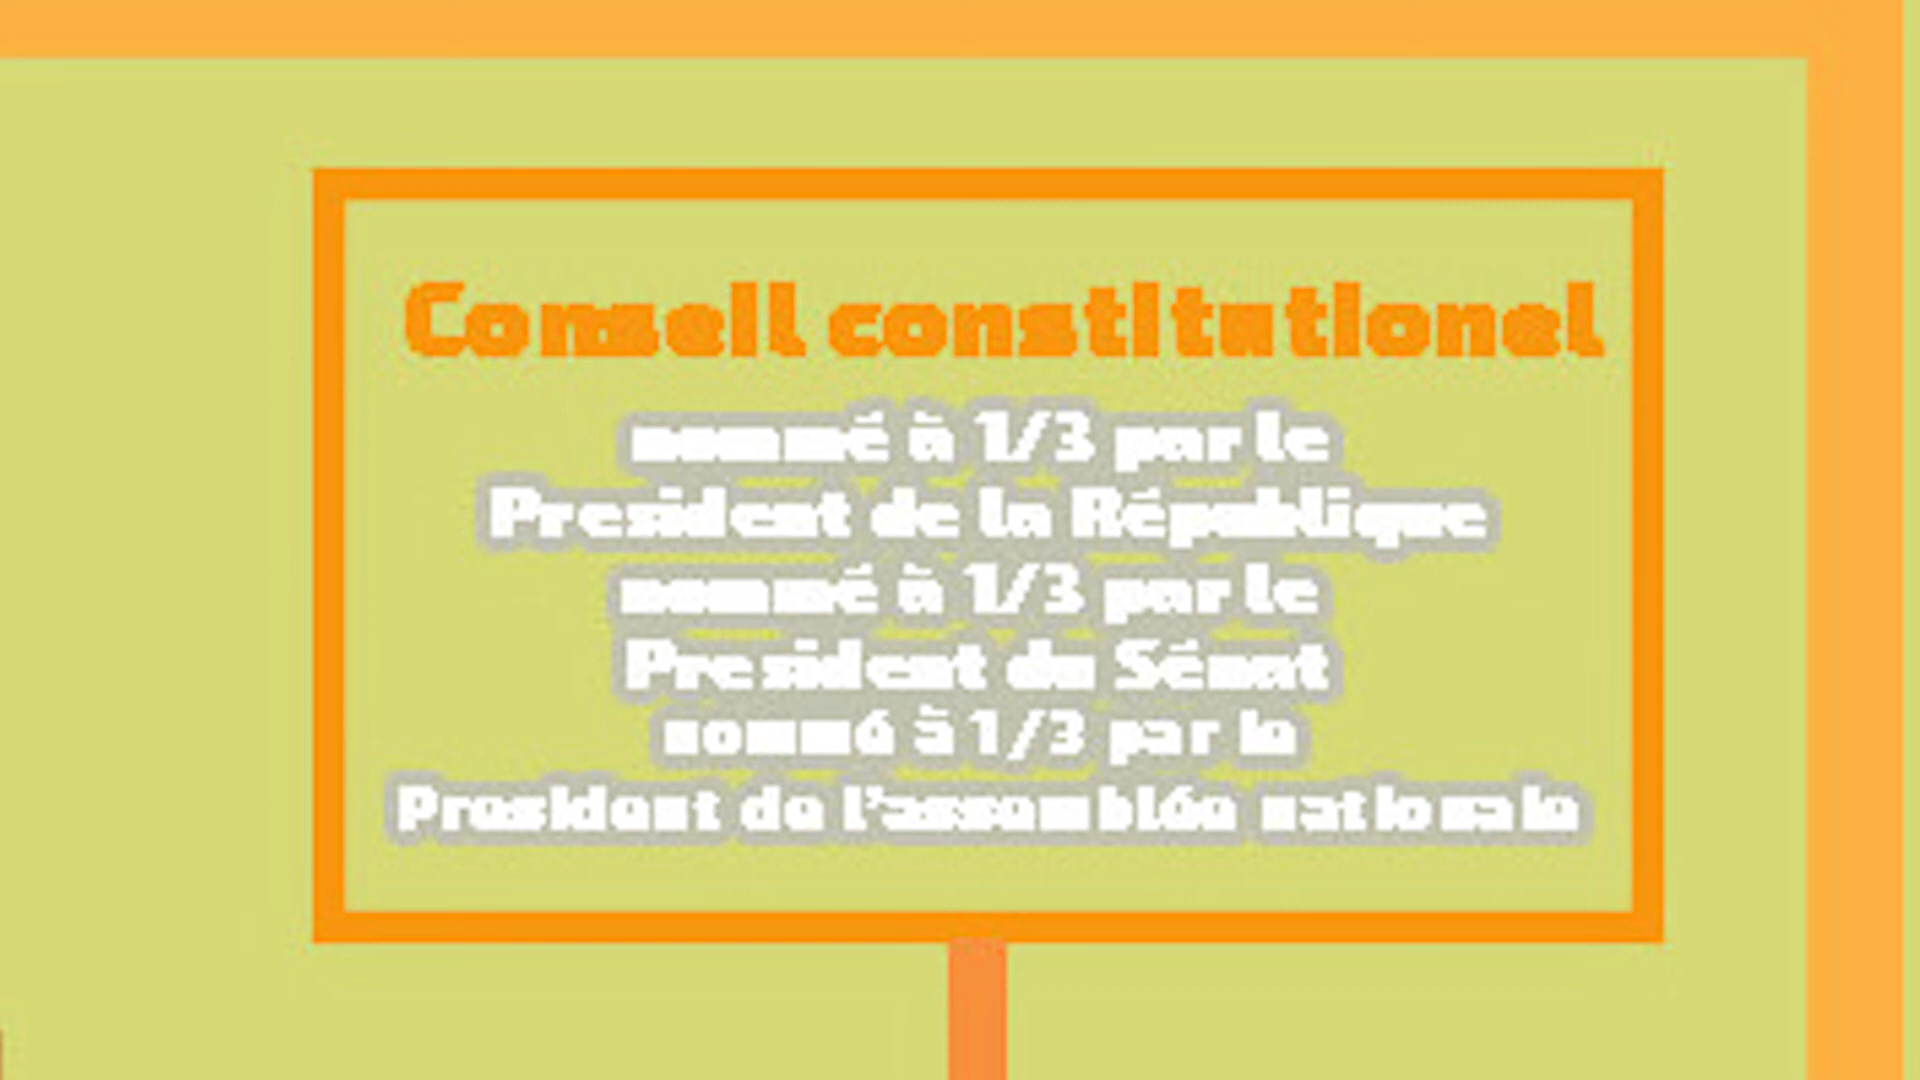 Conseil constitutionel
nommé à 1/3 par le
President de la République
nommé à 1/3 par le
President du Sénat
nommé à 1/3 par le
President de l'assemblée nationale